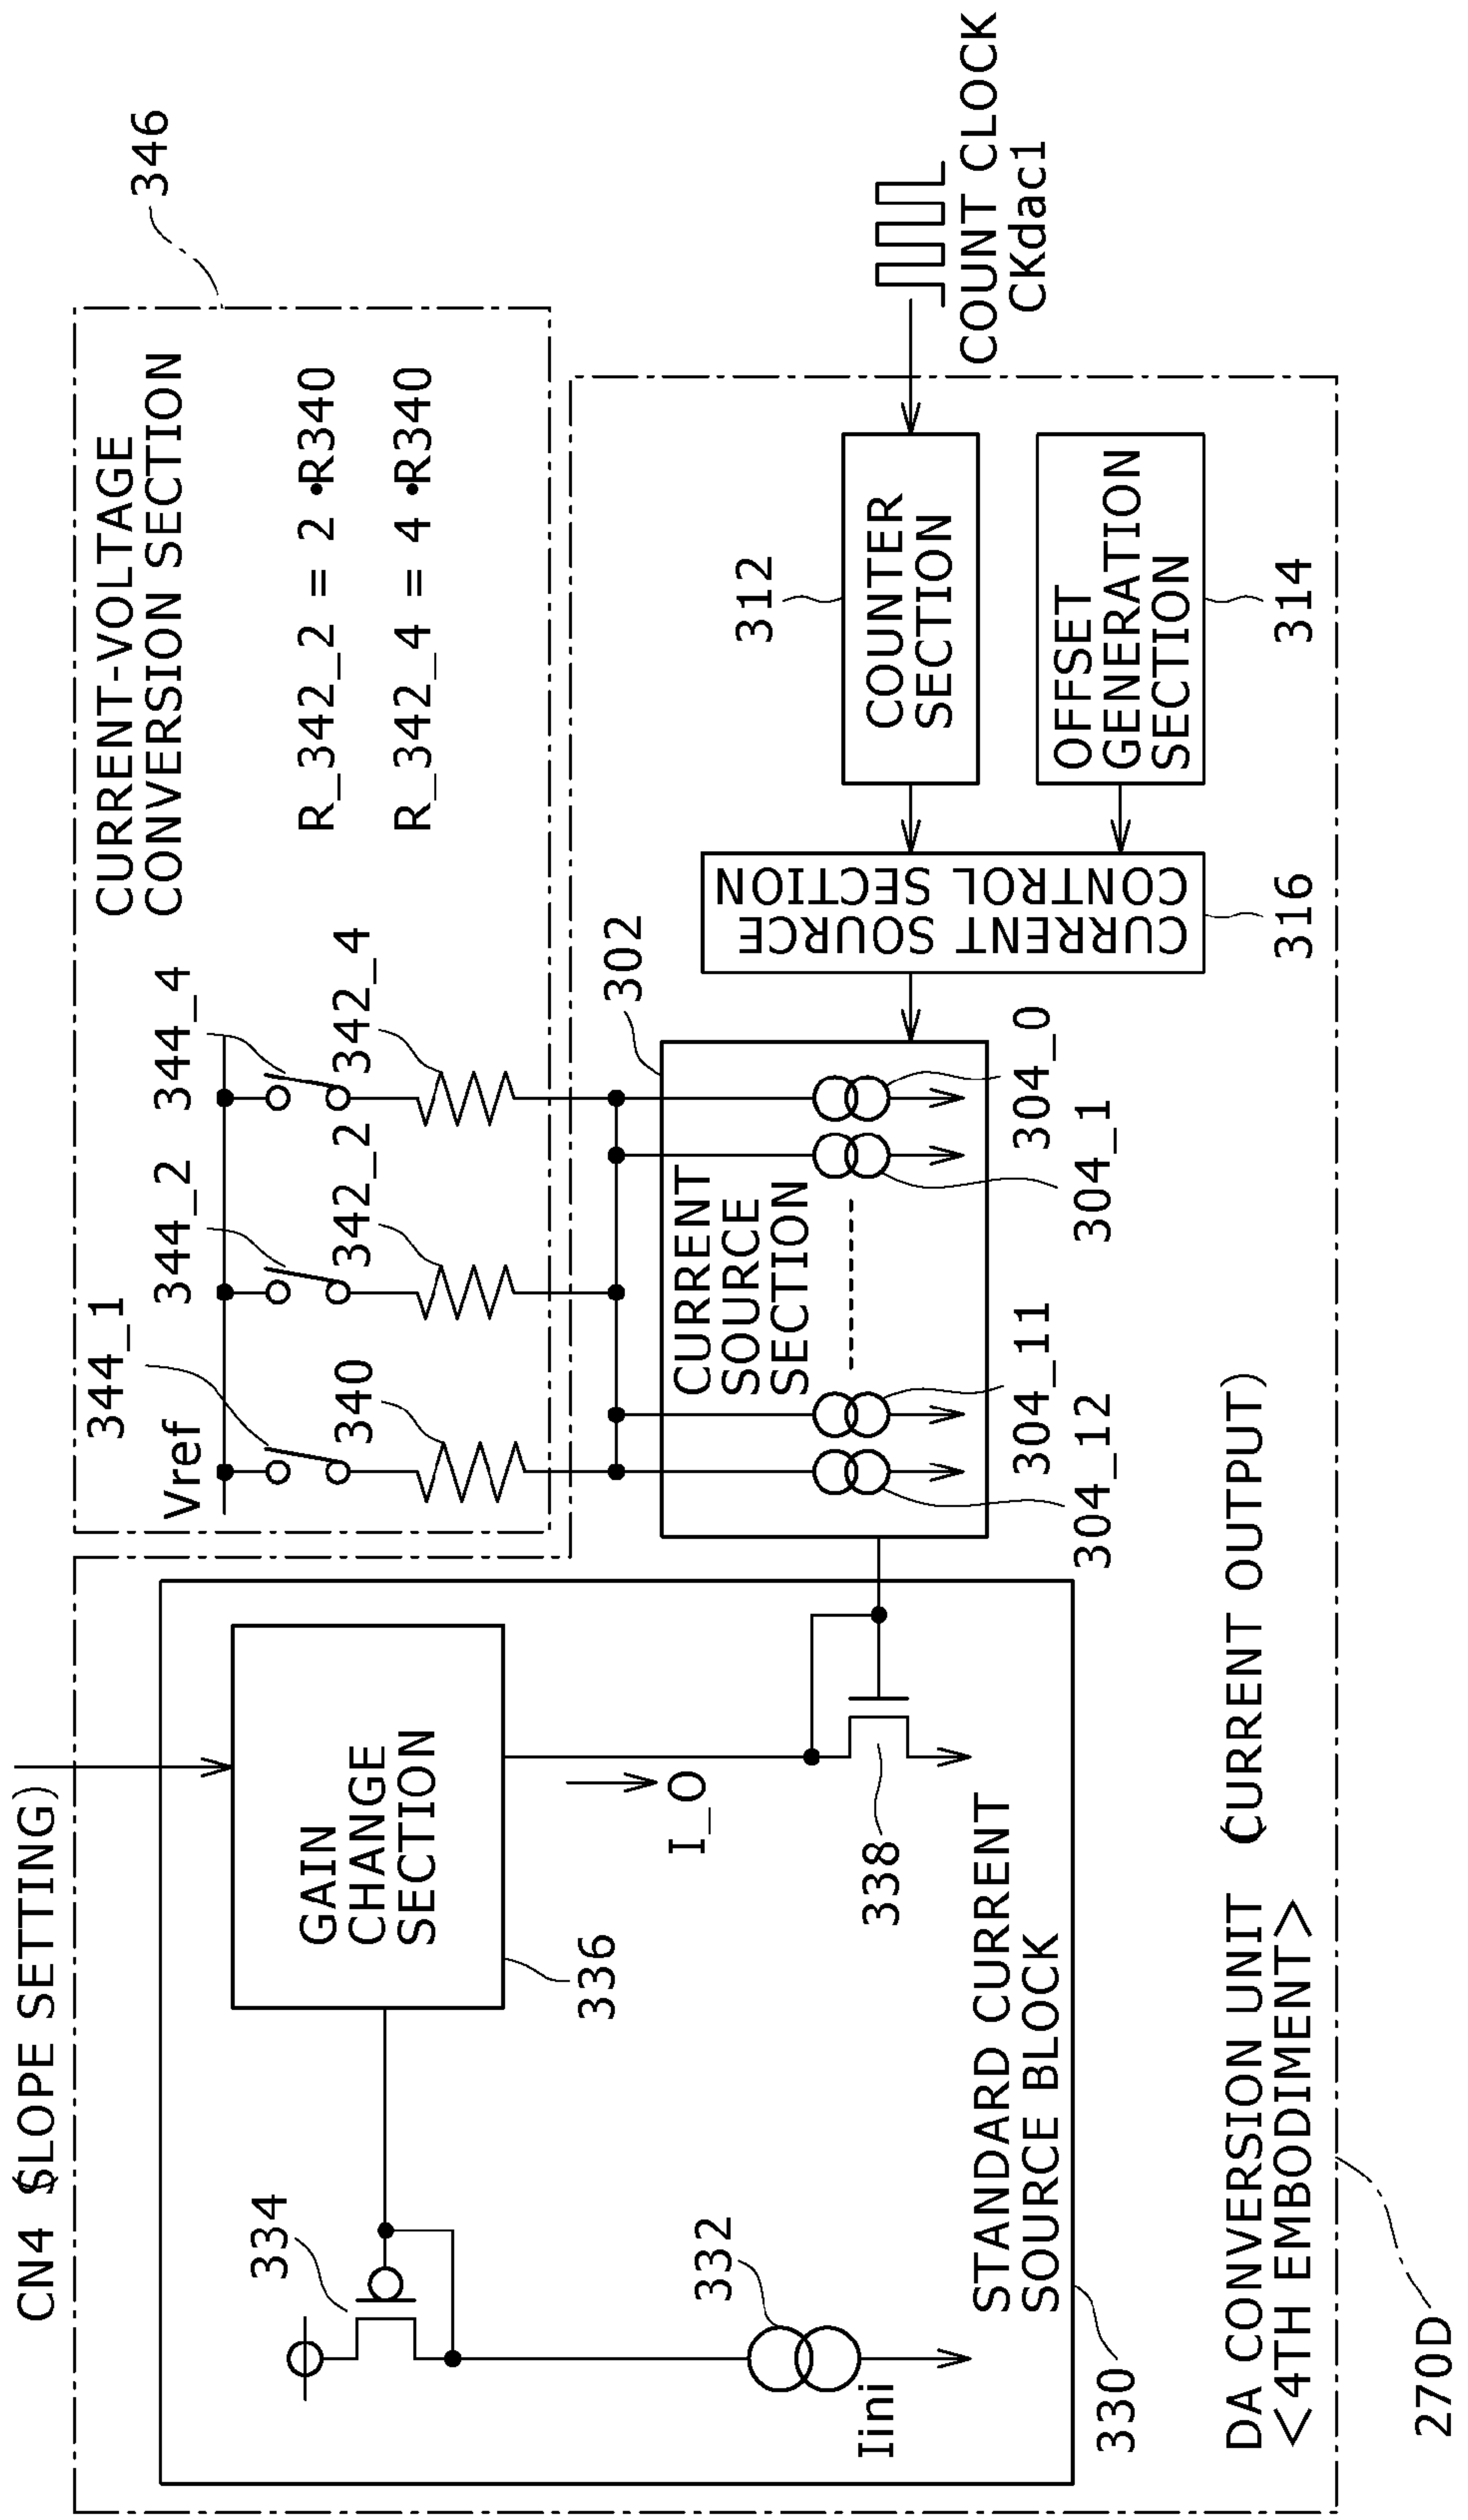 CN4 (SLOPE SETTING)
334
GAIN
CHANGE
SECTION
336
I_O
338
332
Iini
STANDARD CURRENT
SOURCE BLOCK
330
Vref
344_1
344_2
344_4
340
342_2
342_4
CURRENT-VOLTAGE
CONVERSION SECTION
R_342_2 = 2 •R340
R_342_4 = 4 •R340
346
302
CURRENT
SOURCE
SECTION
304_12
304_11
304_1
304_0
CURRENT SOURCE
CONTROL SECTION
316
312
COUNTER
SECTION
OFFSET
GENERATION
SECTION
314
COUNT CLOCK
CKdac1
DA CONVERSION UNIT (CURRENT OUTPUT)
<4TH EMBODIMENT>
270D